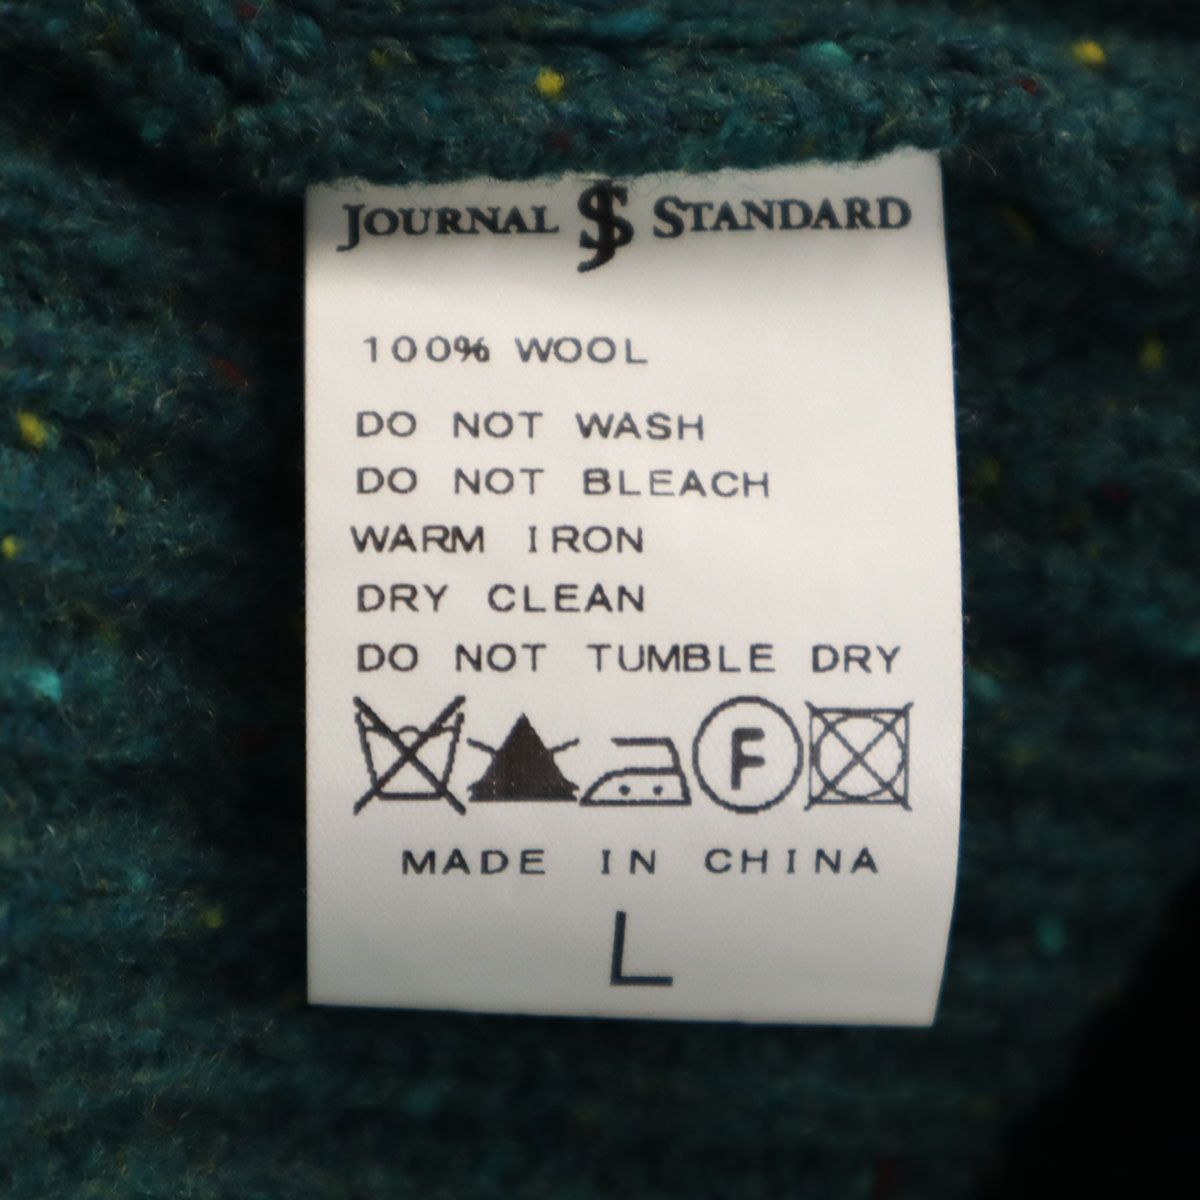 JOURNAL JS STANDARD
100% WOOL
DO NOT WASH
DO NOT BLEACH
WARM IRON
DRY CLEAN
DO NOT TUMBLE DRY
F
MADE IN CHINA
L